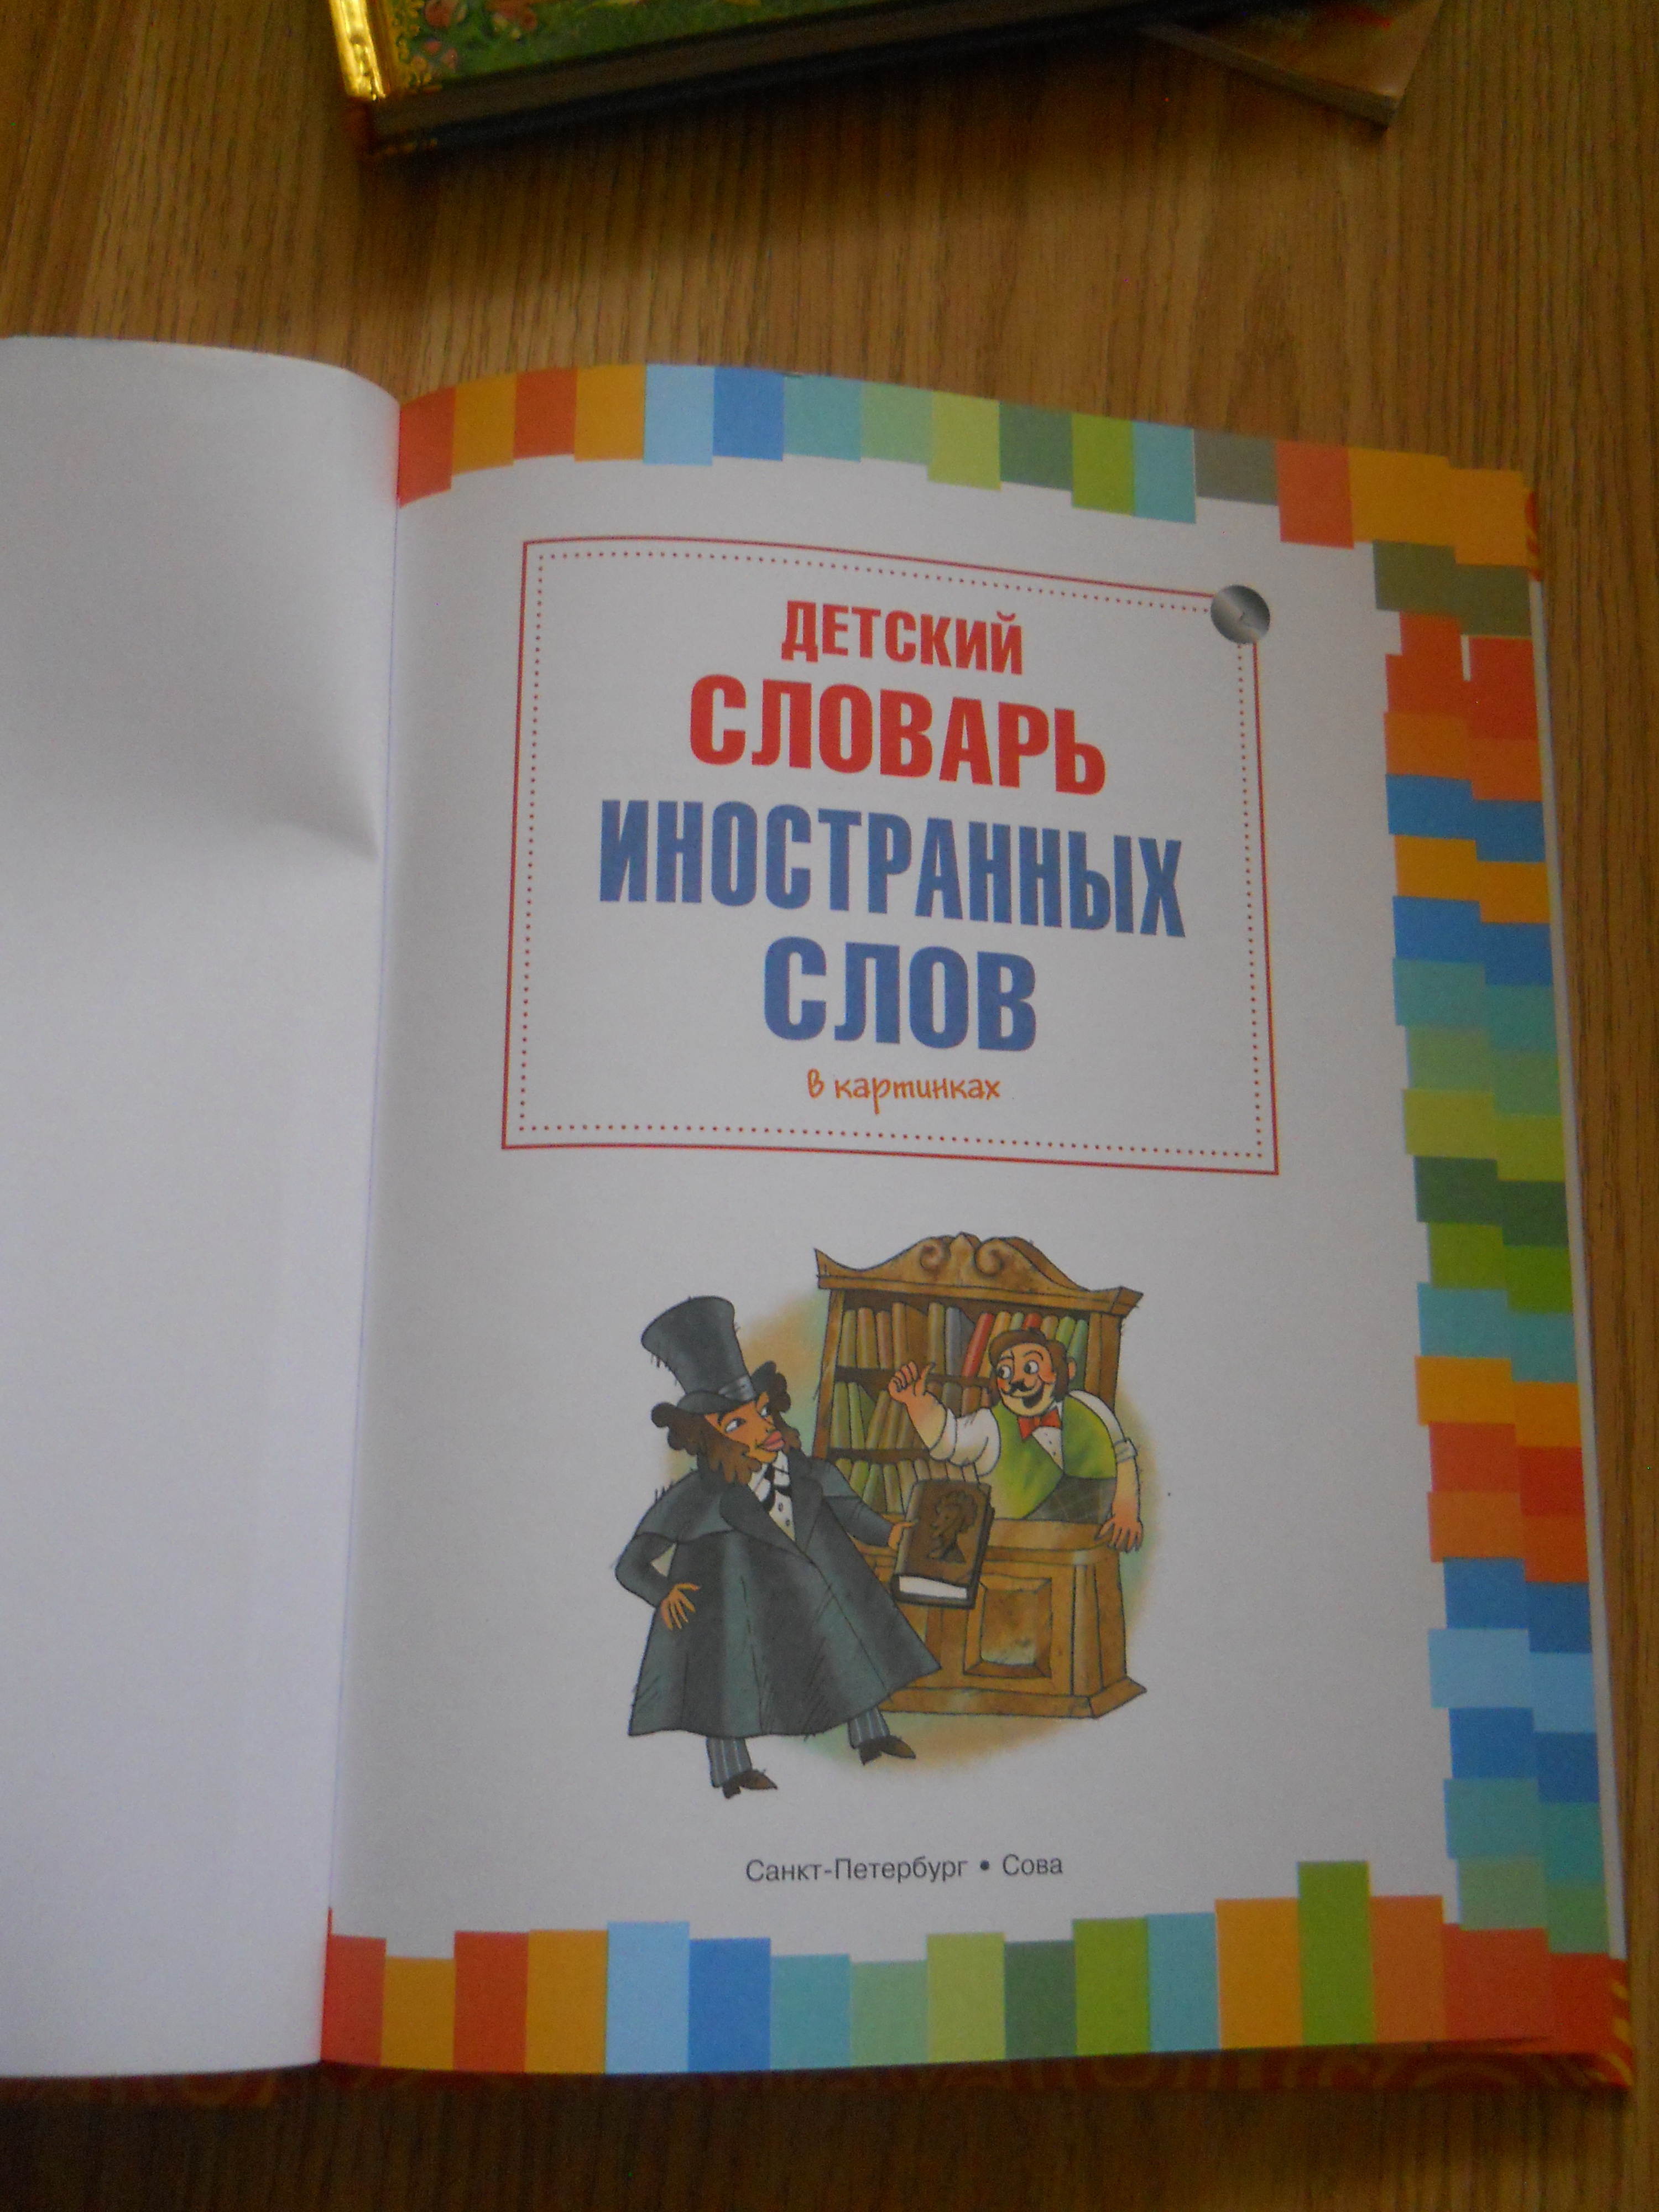 ДЕТСКИЙ
СЛОВАРЬ
ИНОСТРАННЫХ
СЛОВ
в картинках
Санкт-Петербург • Сова